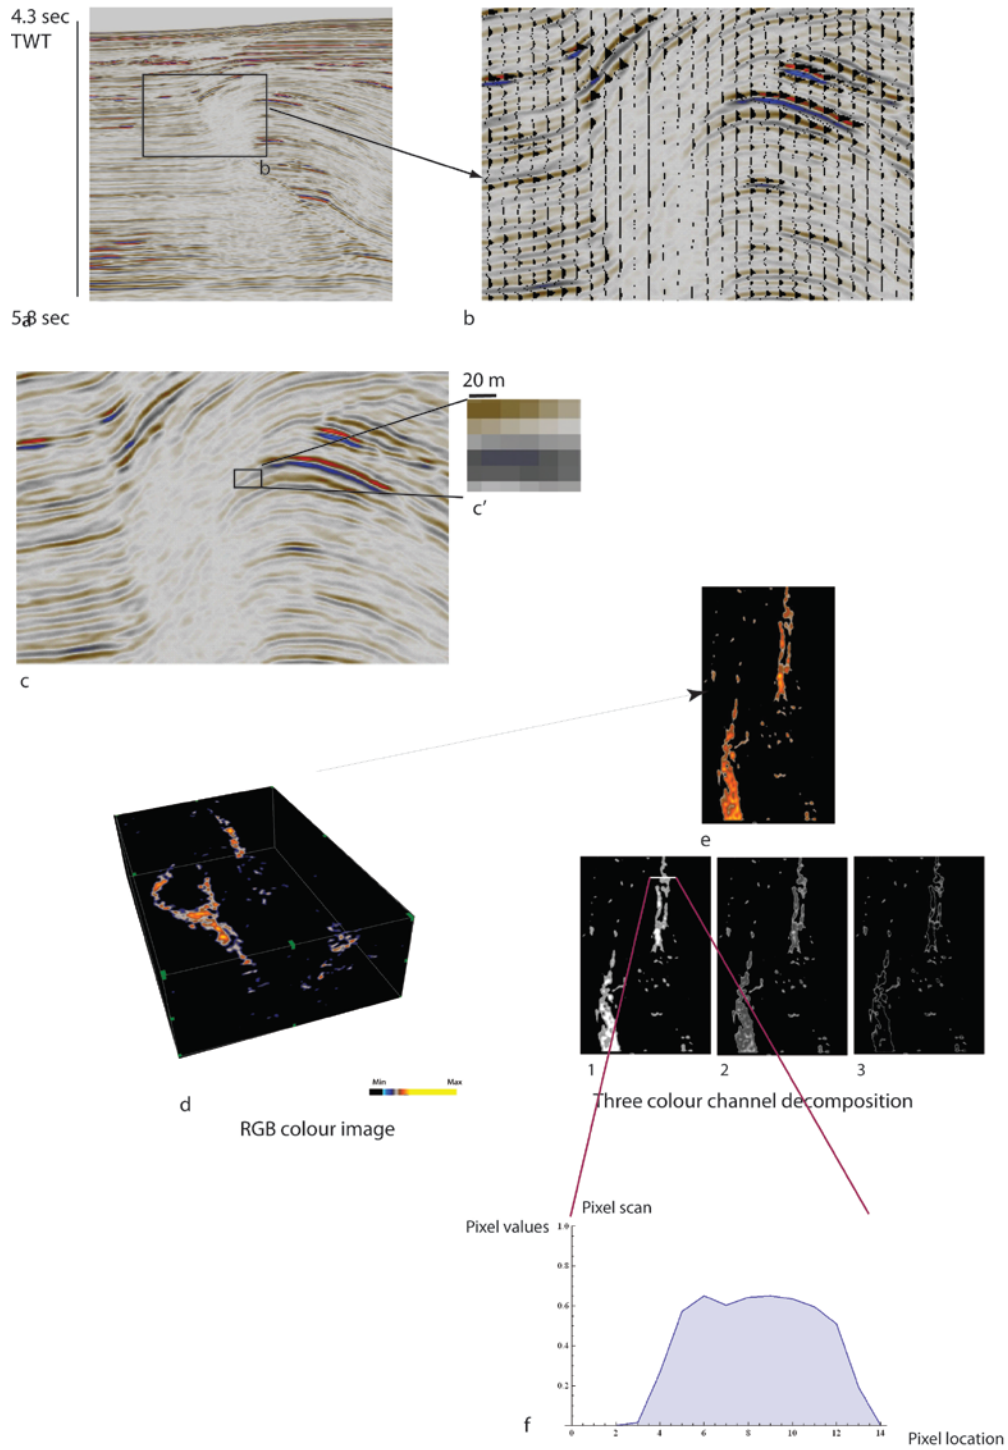 4.3 sec
TWT
b
5.8 sec
a
b
20 m
c'
c
e
Min
Max
d
RGB colour image
1
2
3
Three colour channel decomposition
Pixel scan
Pixel values
1.0
0.8
0.6
0.4
0.2
f
0
2
4
6
8
10
12
14
Pixel location